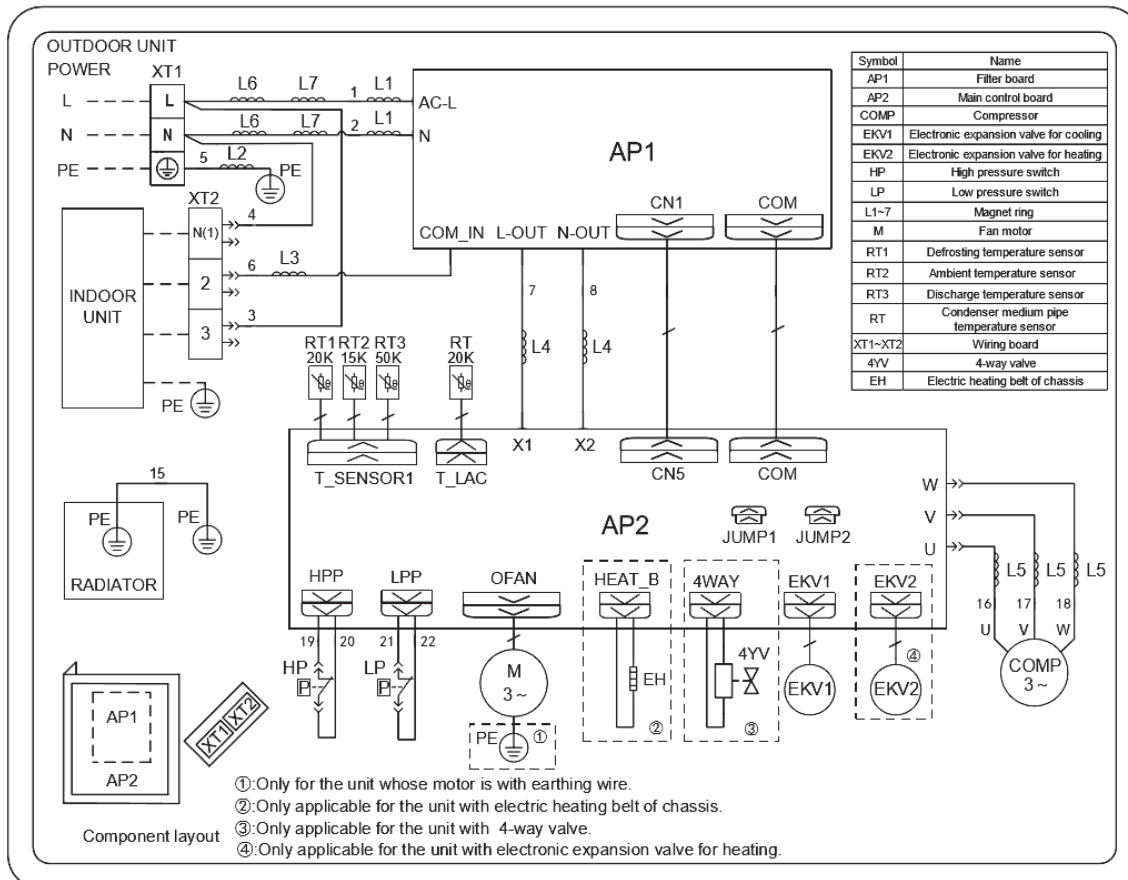 OUTDOOR UNIT
POWER
XT1
L L L6 L7 1 L1 AC-L
N N L6 L7 2 L1 N
PE 5 L2 PE
AP1
XT2
N(1) 4
2 6 L3
3 3
INDOOR
UNIT
PE
COM_IN L-OUT N-OUT CN1 COM
7 8
L4 L4
RT1 RT2 RT3 RT
20K 15K 50K 20K
θ θ θ θ
T_SENSOR1 T_LAC X1 X2 CN5 COM
Symbol Name
AP1 Filter board
AP2 Main control board
COMP Compressor
EKV1 Electronic expansion valve for cooling
EKV2 Electronic expansion valve for heating
HP High pressure switch
LP Low pressure switch
L1~7 Magnet ring
M Fan motor
RT1 Defrosting temperature sensor
RT2 Ambient temperature sensor
RT3 Discharge temperature sensor
RT Condenser medium pipe
temperature sensor
XT1~XT2 Wiring board
4YV 4-way valve
EH Electric heating belt of chassis
15
PE PE
RADIATOR
AP2
JUMP1 JUMP2
W
V
U
L5 L5 L5
16 17 18
U V W
COMP
3~
HPP LPP OFAN HEAT_B 4WAY EKV1 EKV2
19 20 21 22
HP P LP P
M
3~
PE ①
EH
②
4YV
③
EKV1
④
EKV2
AP1
AP2
XT1 XT2
Component layout
①:Only for the unit whose motor is with earthing wire.
②:Only applicable for the unit with electric heating belt of chassis.
③:Only applicable for the unit with 4-way valve.
④:Only applicable for the unit with electronic expansion valve for heating.